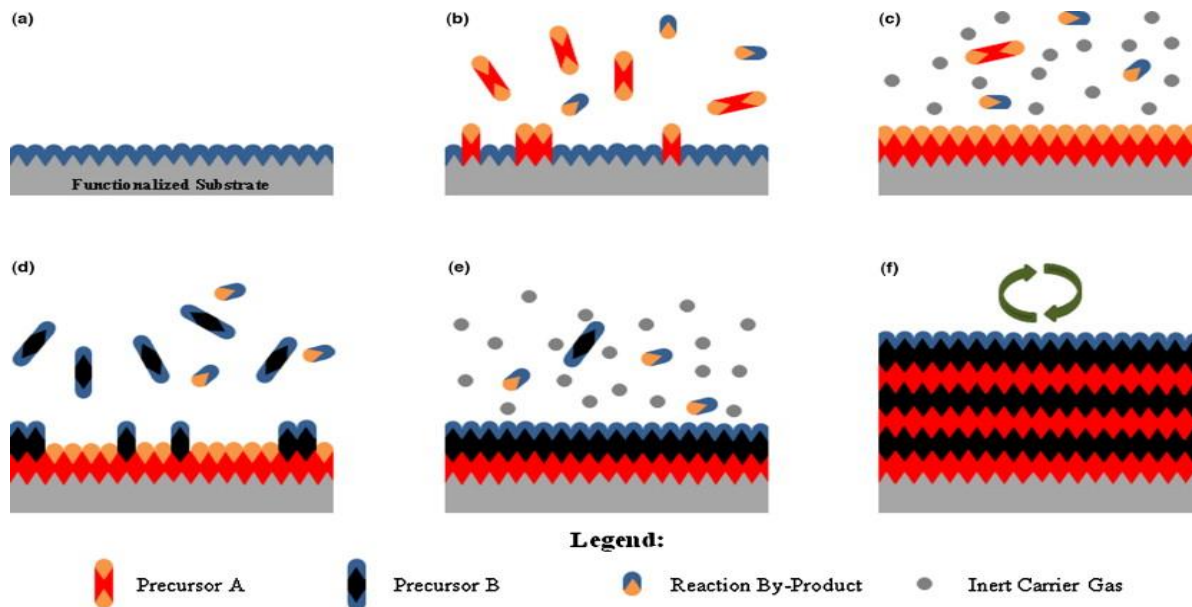 (a)
(b)
(c)
Functionalized Substrate
(d)
(e)
(f)
Legend:
Precursor A
Precursor B
Reaction By-Product
Inert Carrier Gas